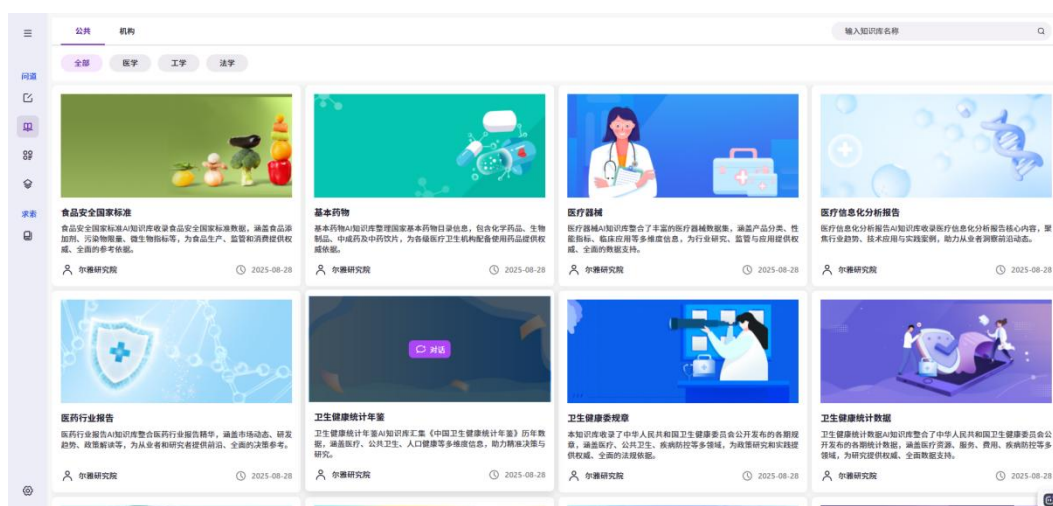 公共 机构
输入知识库名称
全部 医学 工学 法学
问道
求索
食品安全国家标准
食品安全国家标准AI知识库收录食品安全国家标准数据，涵盖食品添
加剂、污染物限量、微生物指标等，为食品生产、监管和消费提供权
威、全面的参考依据。
尔雅研究院 2025-08-28
基本药物
基本药物AI知识库整理国家基本药物目录信息，包含化学药品、生物
制品、中成药及中药饮片，为各级医疗卫生机构配备使用药品提供权
威依据。
尔雅研究院 2025-08-28
医疗器械
医疗器械AI知识库整合了丰富的医疗器械数据集，涵盖产品分类、性
能指标、临床应用等多维度信息，为行业研究、监管与应用提供权
威、全面的数据支持。
尔雅研究院 2025-08-28
医疗信息化分析报告
医疗信息化分析报告AI知识库收录医疗信息化分析报告核心内容，聚
焦行业趋势、技术应用与实践案例，助力从业者洞察前沿动态。
尔雅研究院 2025-08-28
医药行业报告
医药行业报告AI知识库整合医药行业报告精华，涵盖市场动态、研发
趋势、政策解读等，为从业者和研究者提供前沿、全面的决策参考。
尔雅研究院 2025-08-28
对话
卫生健康统计年鉴
卫生健康统计年鉴AI知识库汇集《中国卫生健康统计年鉴》历年数
据，涵盖医疗、公共卫生、人口健康等多维度信息，助力精准决策与
研究。
尔雅研究院 2025-08-28
卫生健康委规章
本知识库收录了中华人民共和国卫生健康委员会公开发布的各期规
章，涵盖医疗、公共卫生、疾病防控等多领域，为政策研究和实践提
供权威、全面的法规依据。
尔雅研究院 2025-08-28
卫生健康统计数据
卫生健康统计数据AI知识库整合了中华人民共和国卫生健康委员会公
开发布的各期统计数据，涵盖医疗资源、服务、费用、疾病防控等多
领域，为研究提供权威、全面数据支持。
尔雅研究院 2025-08-28